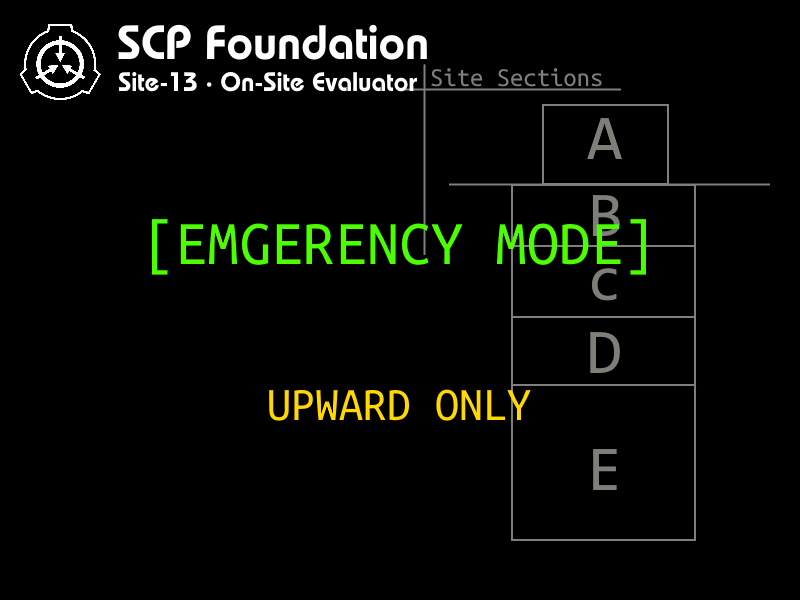 SCP Foundation
Site-13 · On-Site Evaluator
Site Sections
A
B
[EMGERENCY MODE]
C
D
UPWARD ONLY
E